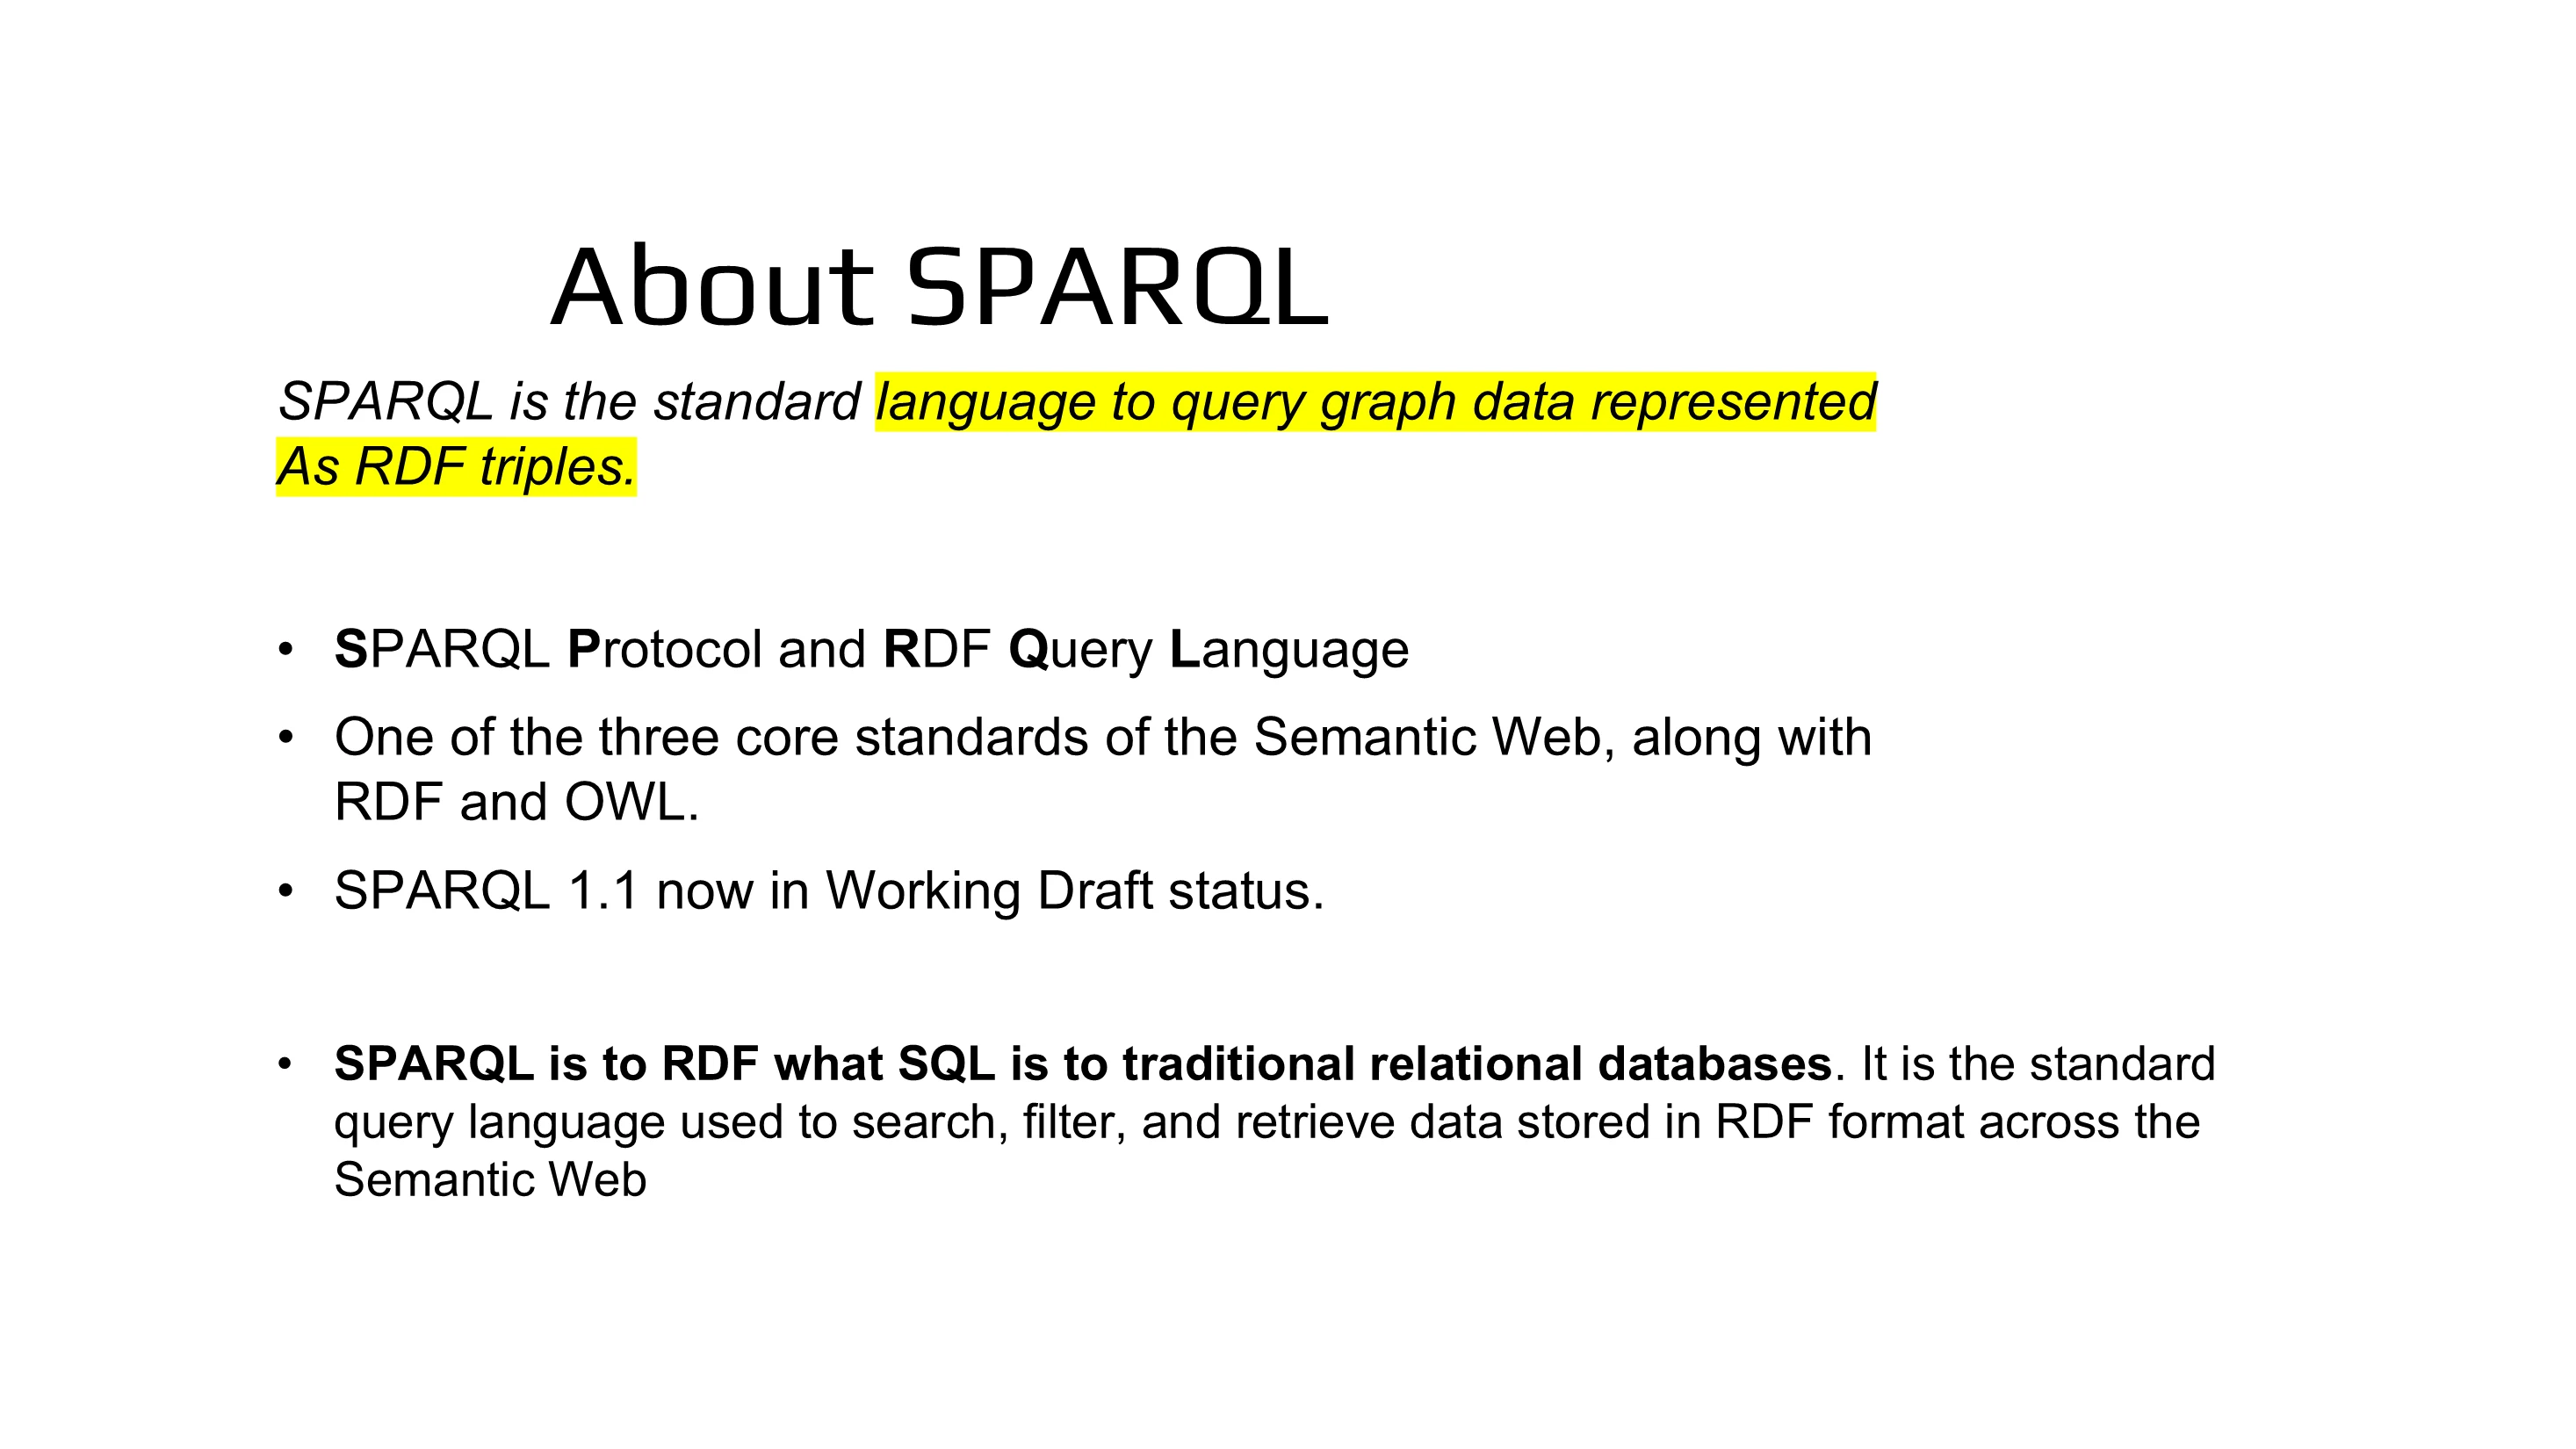 About SPARQL
SPARQL is the standard language to query graph data represented
As RDF triples.
• SPARQL Protocol and RDF Query Language
• One of the three core standards of the Semantic Web, along with
RDF and OWL.
• SPARQL 1.1 now in Working Draft status.
• SPARQL is to RDF what SQL is to traditional relational databases. It is the standard
query language used to search, filter, and retrieve data stored in RDF format across the
Semantic Web